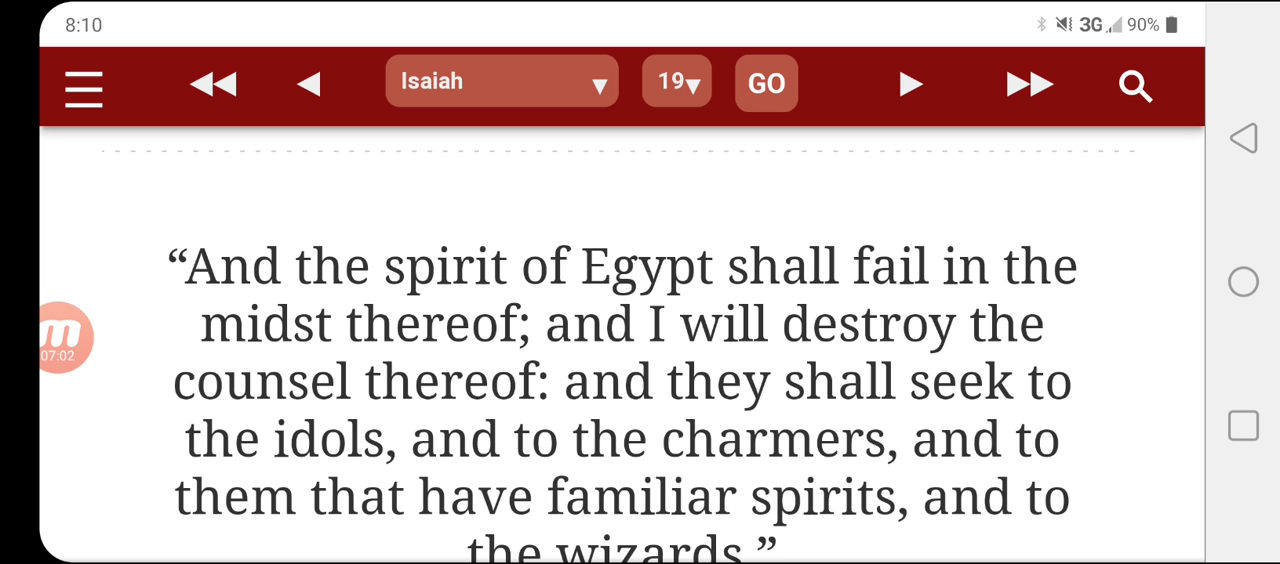 8:10 3G 90%
Isaiah 19 GO
“And the spirit of Egypt shall fail in the
midst thereof; and I will destroy the
m
07:02
counsel thereof: and they shall seek to
the idols, and to the charmers, and to
them that have familiar spirits, and to
the wizards.”